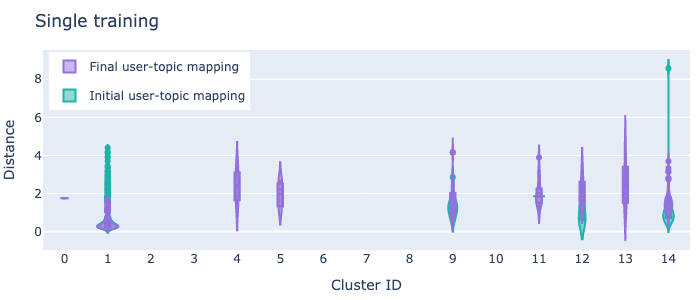 Single training
Final user-topic mapping
Initial user-topic mapping
Distance
8
6
4
2
0
0 1 2 3 4 5 6 7 8 9 10 11 12 13 14
Cluster ID